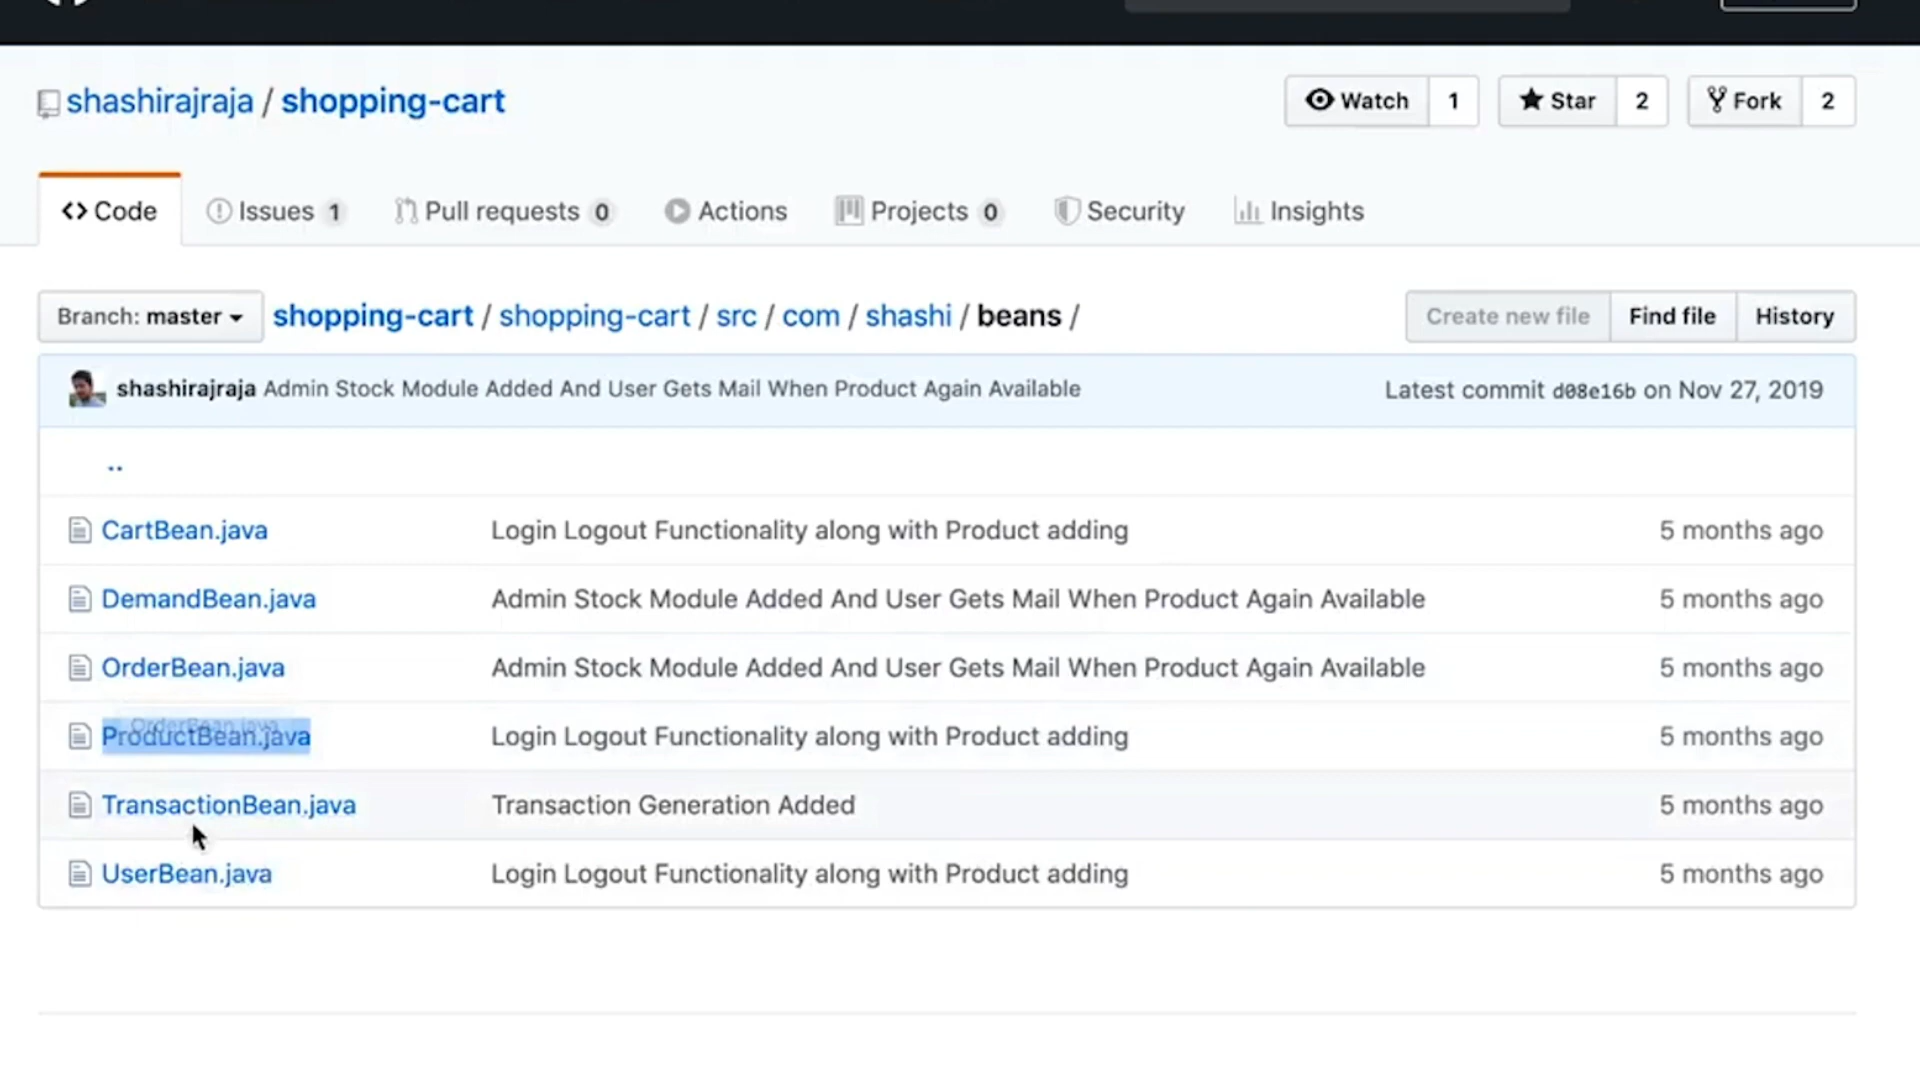 shashirajraja / shopping-cart
Watch 1 Star 2 Fork 2
Code Issues 1 Pull requests 0 Actions Projects 0 Security Insights
Branch: master shopping-cart / shopping-cart / src / com / shashi / beans / Create new file Find file History
shashirajraja Admin Stock Module Added And User Gets Mail When Product Again Available Latest commit d08e16b on Nov 27, 2019
..
CartBean.java Login Logout Functionality along with Product adding 5 months ago
DemandBean.java Admin Stock Module Added And User Gets Mail When Product Again Available 5 months ago
OrderBean.java Admin Stock Module Added And User Gets Mail When Product Again Available 5 months ago
OrderBean.java
ProductBean.java Login Logout Functionality along with Product adding 5 months ago
TransactionBean.java Transaction Generation Added 5 months ago
UserBean.java Login Logout Functionality along with Product adding 5 months ago